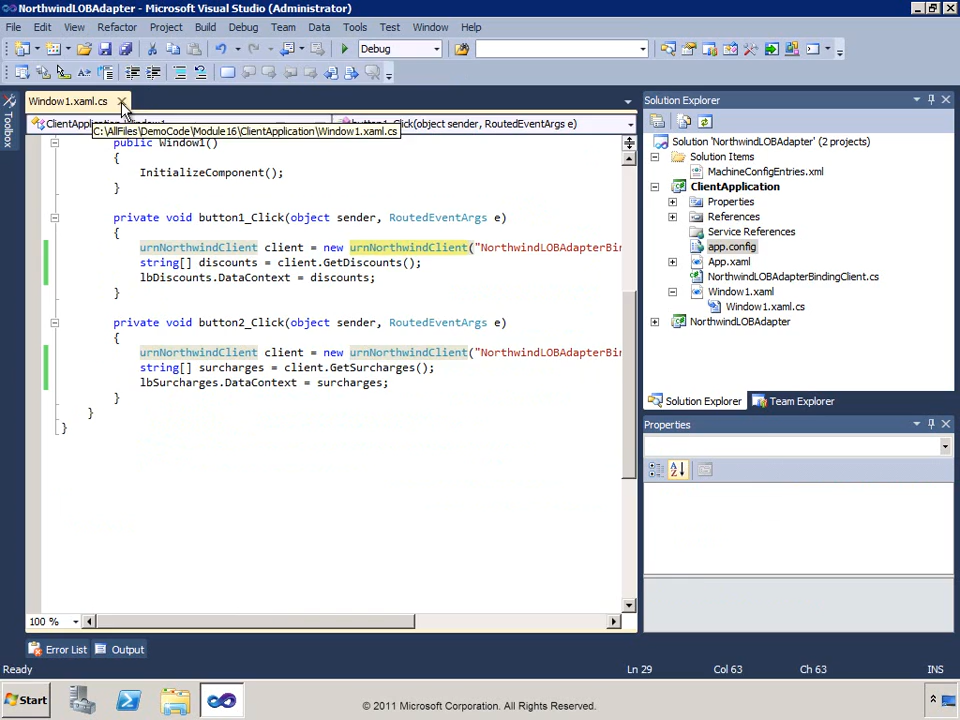 NorthwindLOBAdapter - Microsoft Visual Studio (Administrator)
File Edit View Refactor Project Build Debug Team Data Tools Test Window Help
Debug
Window1.xaml.cs
Solution Explorer
C:\AllFiles\DemoCode\Module16\ClientApplication\Window1.xaml.cs
Click(object sender, RoutedEventArgs e)
public Window1()
{
InitializeComponent();
}
private void button1_Click(object sender, RoutedEventArgs e)
{
urnNorthwindClient client = new urnNorthwindClient("NorthwindLOBAdapterBin
string[] discounts = client.GetDiscounts();
lbDiscounts.DataContext = discounts;
}
private void button2_Click(object sender, RoutedEventArgs e)
{
urnNorthwindClient client = new urnNorthwindClient("NorthwindLOBAdapterBin
string[] surcharges = client.GetSurcharges();
lbSurcharges.DataContext = surcharges;
}
}
}
100 %
Solution 'NorthwindLOBAdapter' (2 projects)
Solution Items
MachineConfigEntries.xml
ClientApplication
Properties
References
Service References
app.config
App.xaml
NorthwindLOBAdapterBindingClient.cs
Window1.xaml
Window1.xaml.cs
NorthwindLOBAdapter
Solution Explorer Team Explorer
Properties
Error List Output
Ready Ln 29 Col 63 Ch 63 INS
Start
© 2011 Microsoft Corporation. All rights reserved.